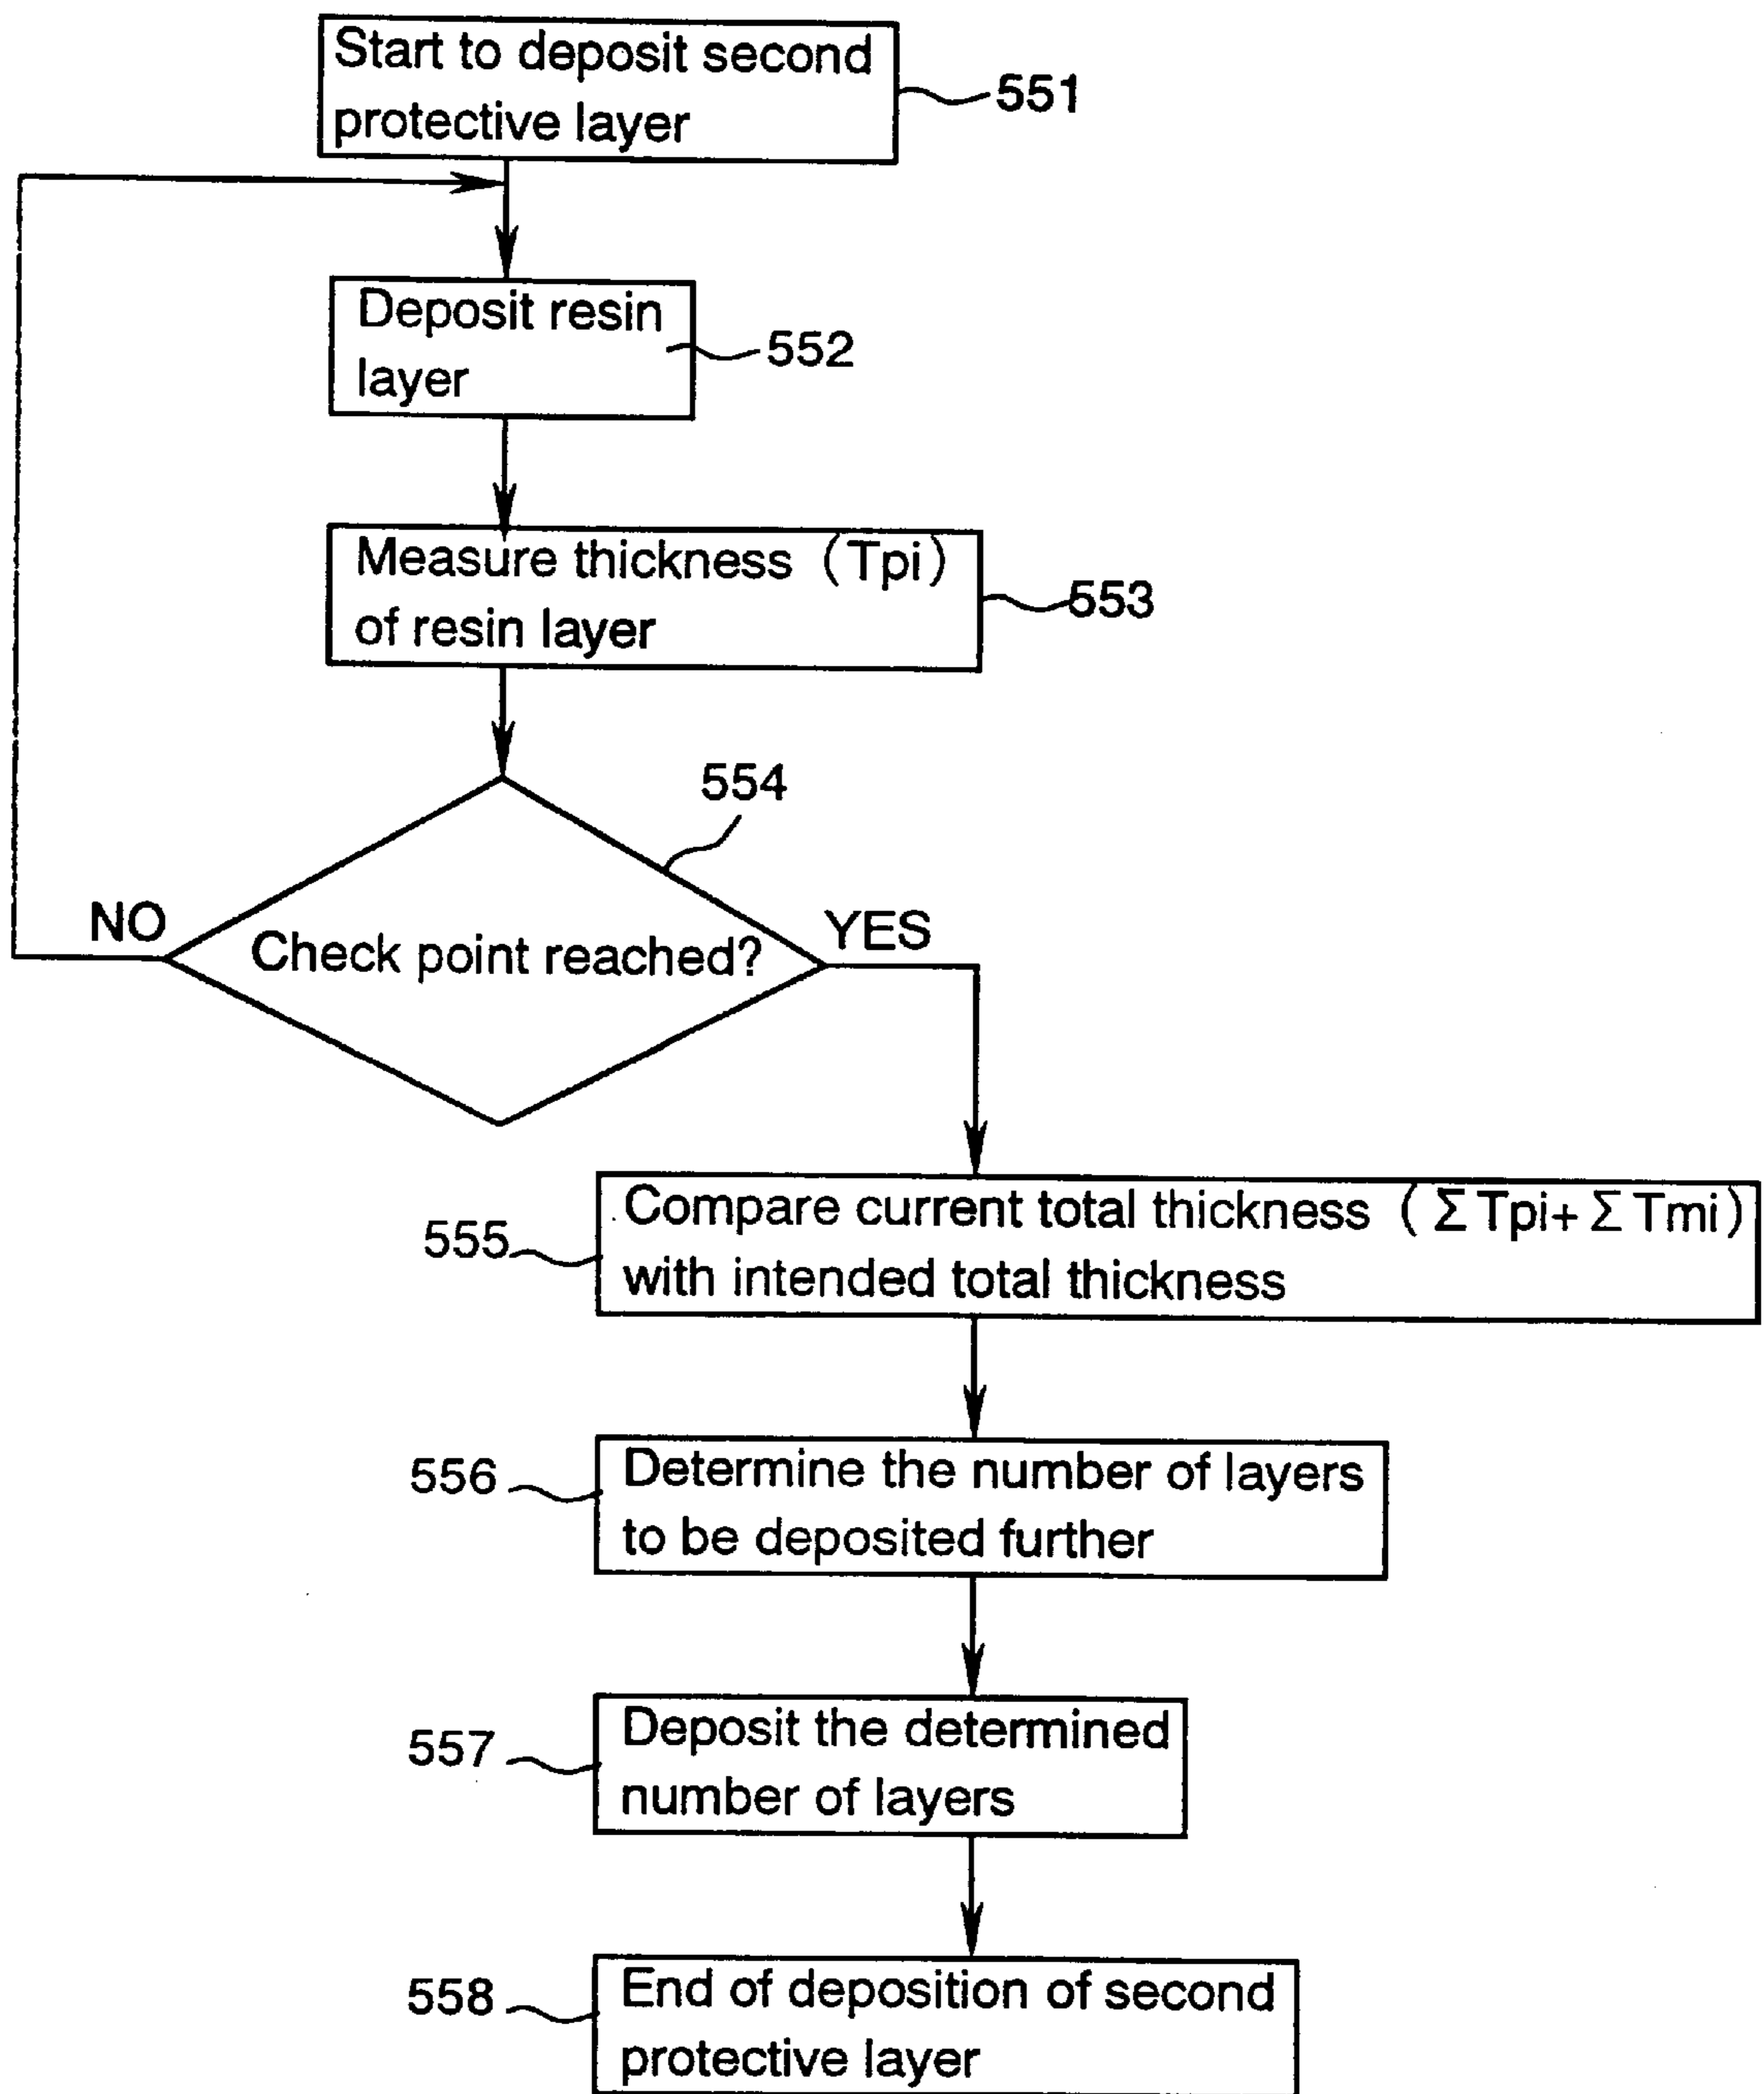 Start to deposit second
protective layer
551
Deposit resin
layer
552
Measure thickness (Tpi)
of resin layer
553
554
NO
Check point reached?
YES
555
Compare current total thickness (ΣTpi+ΣTmi)
with intended total thickness
556
Determine the number of layers
to be deposited further
557
Deposit the determined
number of layers
558
End of deposition of second
protective layer